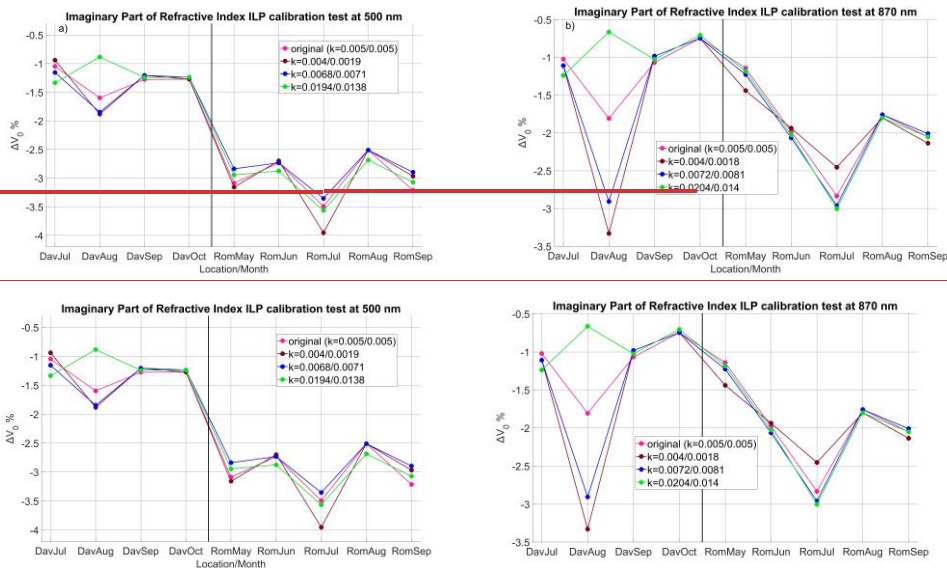 Imaginary Part of Refractive Index ILP calibration test at 500 nm
a)
-0.5
-1
-1.5
-2
-2.5
-3
-3.5
-4
ΔV₀ %
original (k=0.005/0.005)
k=0.004/0.0019
k=0.0068/0.0071
k=0.0194/0.0138
DavJul DavAug DavSep DavOct RomMay RomJun RomJul RomAug RomSep
Location/Month
Imaginary Part of Refractive Index ILP calibration test at 870 nm
b)
-0.5
-1
-1.5
-2
-2.5
-3
-3.5
ΔV₀ %
original (k=0.005/0.005)
k=0.004/0.0018
k=0.0072/0.0081
k=0.0204/0.014
DavJul DavAug DavSep DavOct RomMay RomJun RomJul RomAug RomSep
Location/Month
Imaginary Part of Refractive Index ILP calibration test at 500 nm
-0.5
-1
-1.5
-2
-2.5
-3
-3.5
-4
ΔV₀ %
original (k=0.005/0.005)
k=0.004/0.0019
k=0.0068/0.0071
k=0.0194/0.0138
DavJul DavAug DavSep DavOct RomMay RomJun RomJul RomAug RomSep
Location/Month
Imaginary Part of Refractive Index ILP calibration test at 870 nm
-0.5
-1
-1.5
-2
-2.5
-3
-3.5
ΔV₀ %
original (k=0.005/0.005)
k=0.004/0.0018
k=0.0072/0.0081
k=0.0204/0.014
DavJul DavAug DavSep DavOct RomMay RomJun RomJul RomAug RomSep